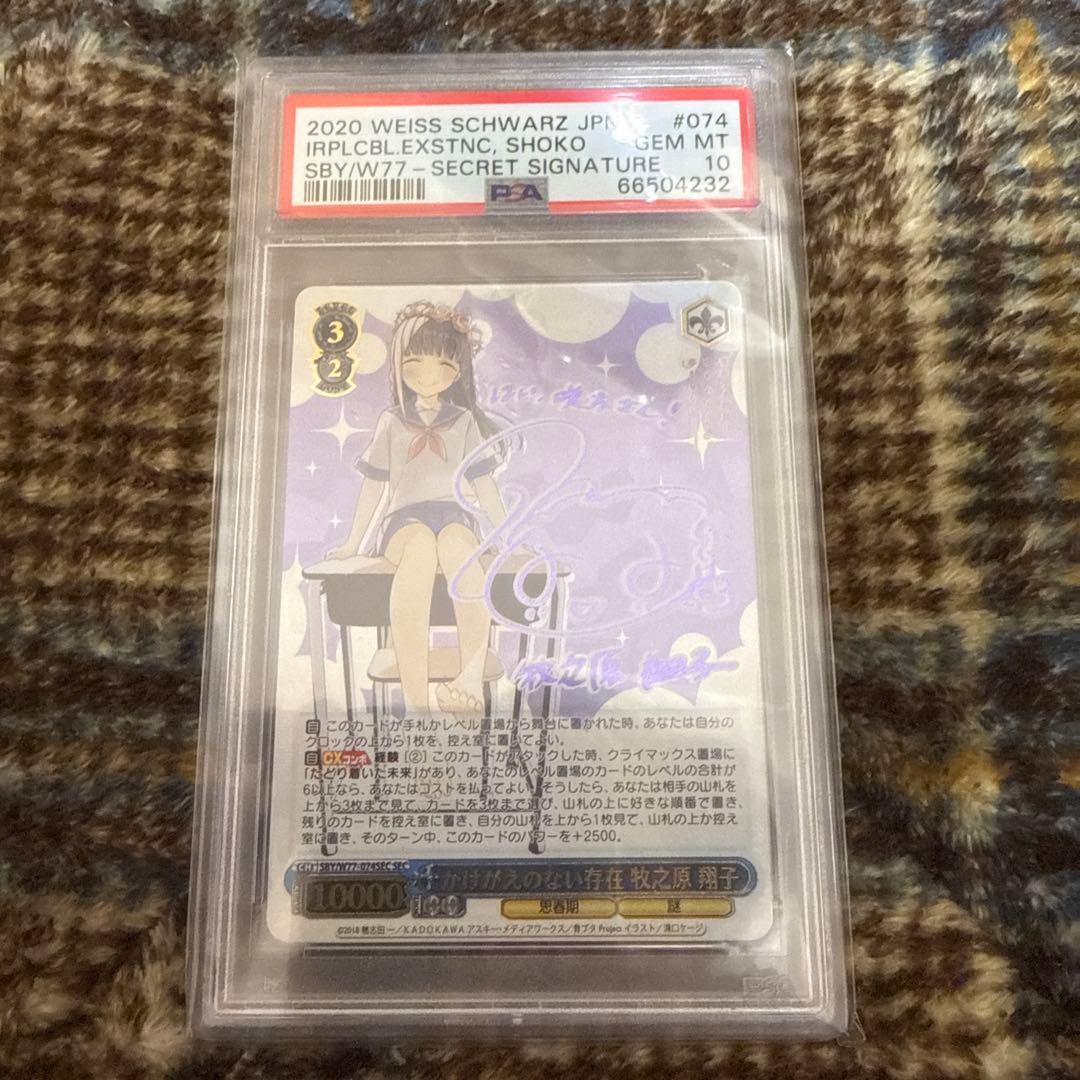 2020 WEISS SCHWARZ JPN. #074
IRPLCBL.EXSTNC, SHOKO GEM MT
SBY/W77-SECRET SIGNATURE 10
PSA 66504232
3
2
はい 咲太さん!
牧之原 翔子
自 このカードが手札かレベル置場から舞台に置かれた時、あなたは自分の
クロックの上から1枚を、控え室に置いてよい。
自 CXコンボ 経験 [②] このカードがアタックした時、クライマックス置場に
「たどり着いた未来」があり、あなたのレベル置場のカードのレベルの合計が
6以上なら、あなたはコストを払ってよい。そうしたら、あなたは相手の山札を
上から3枚まで見て、カードを3枚まで選び、山札の上に好きな順番で置き、
残りのカードを控え室に置き、自分の山札を上から1枚見て、山札の上か控え
室に置き、そのターン中、このカードのパワーを+2500。
SBY/W77-074SEC SEC
かけがえのない存在 牧之原 翔子
10000
思春期 謎
©2018 鴨志田 一/KADOKAWA アスキー・メディアワークス/青ブタ Project イラスト/溝口ケージ